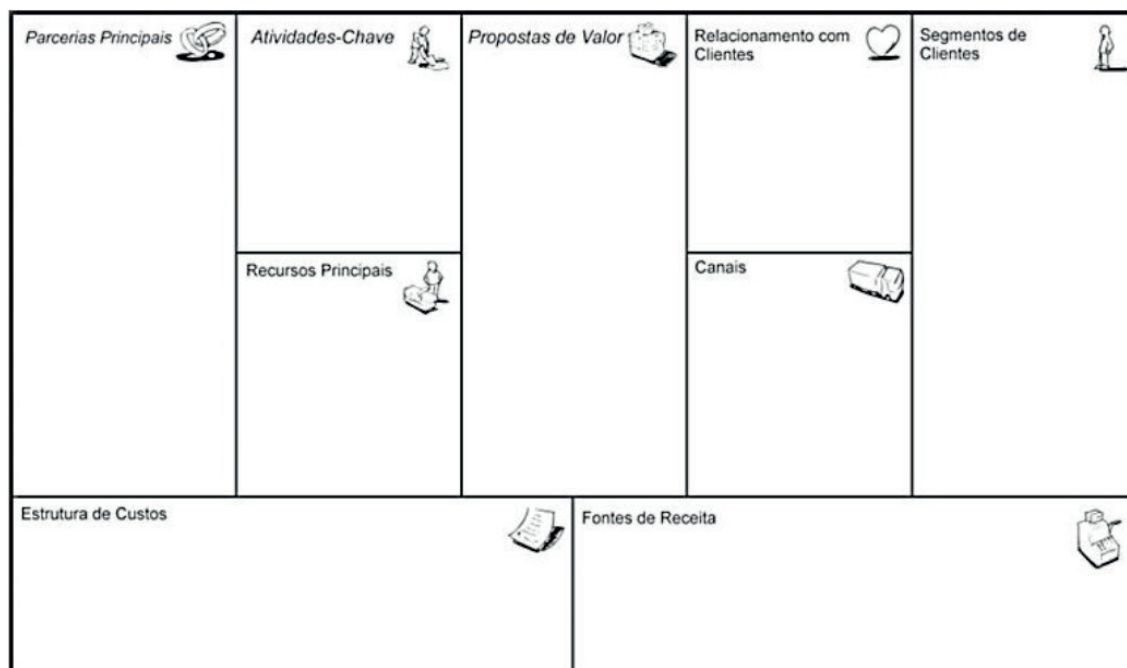 Parcerias Principais
Atividades-Chave
Propostas de Valor
Relacionamento com
Clientes
Segmentos de
Clientes
Recursos Principais
Canais
Estrutura de Custos
Fontes de Receita